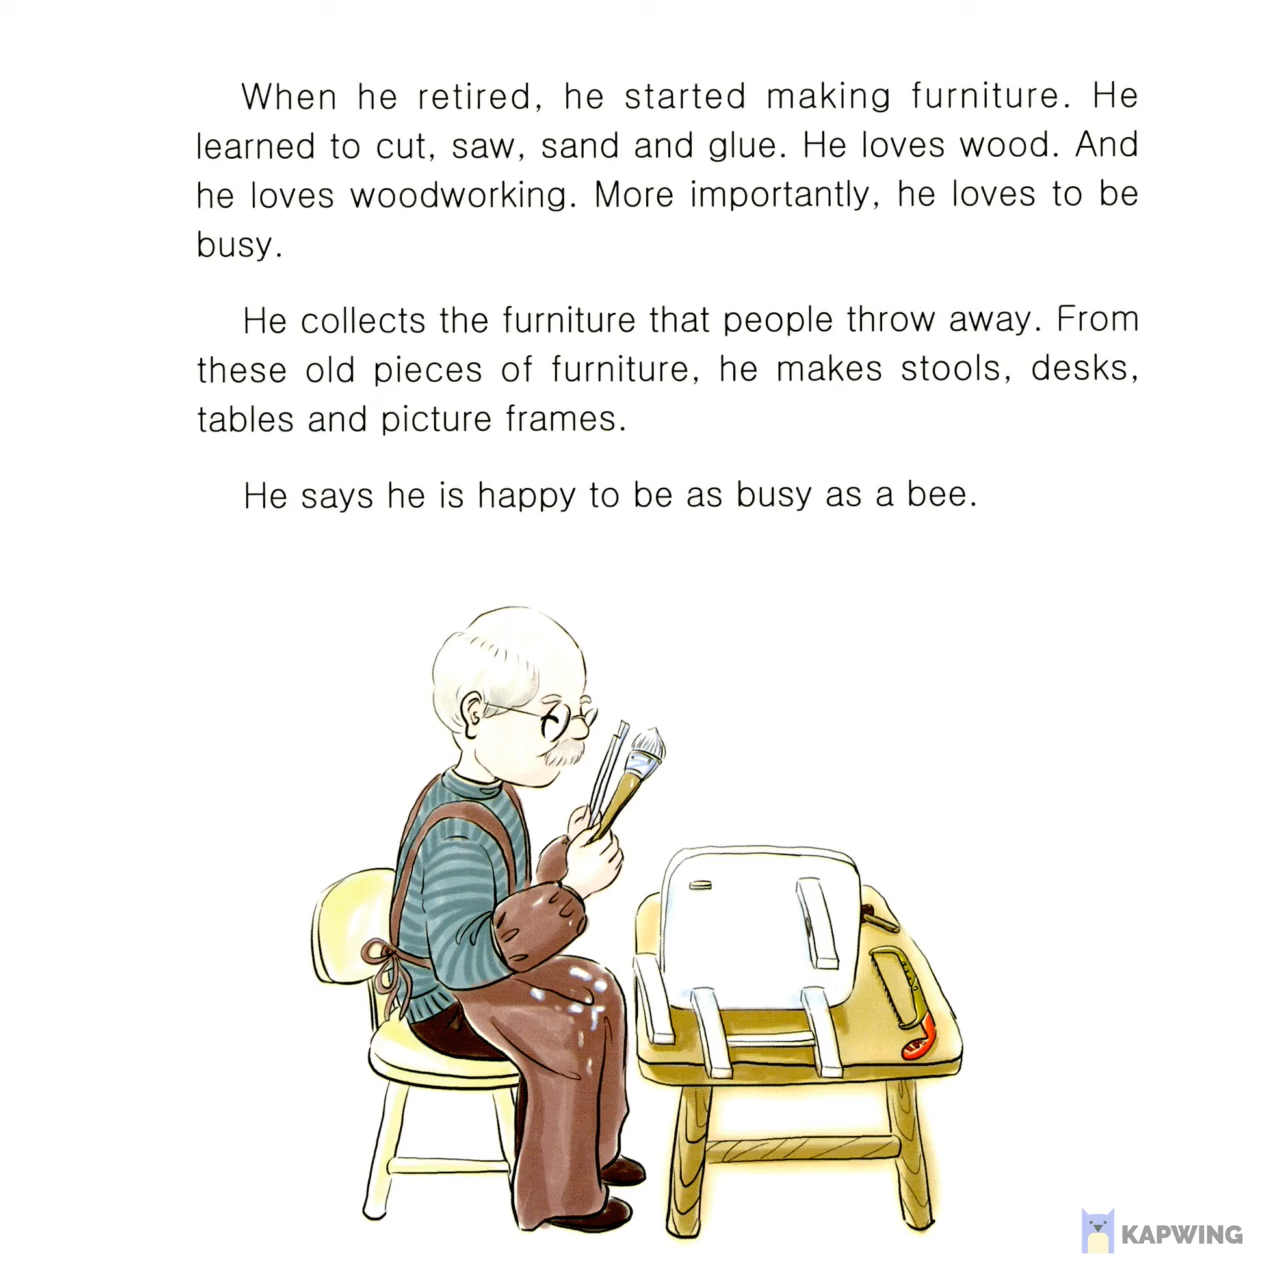 When he retired, he started making furniture. He
learned to cut, saw, sand and glue. He loves wood. And
he loves woodworking. More importantly, he loves to be
busy.
He collects the furniture that people throw away. From
these old pieces of furniture, he makes stools, desks,
tables and picture frames.
He says he is happy to be as busy as a bee.
KAPWING